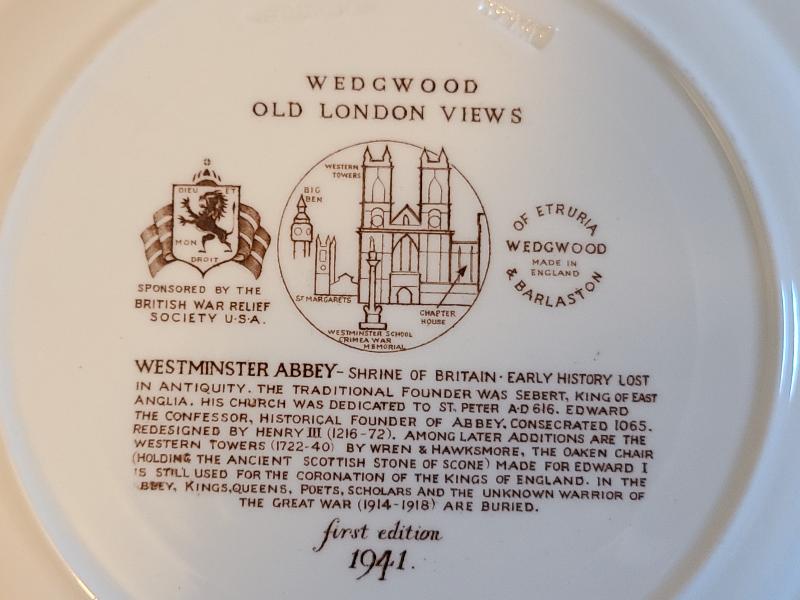 WEDGWOOD
OLD LONDON VIEWS
DIEU ET
MON
DROIT
SPONSORED BY THE
BRITISH WAR RELIEF
SOCIETY U·S·A.
WESTERN
TOWERS
BIG
BEN
ST MARGARETS
CHAPTER
HOUSE
WESTMINSTER SCHOOL
CRIMEA WAR
MEMORIAL
OF ETRURIA
WEDGWOOD
MADE IN
ENGLAND
& BARLASTON
WESTMINSTER ABBEY- SHRINE OF BRITAIN · EARLY HISTORY LOST
IN ANTIQUITY. THE TRADITIONAL FOUNDER WAS SEBERT, KING OF EAST
ANGLIA. HIS CHURCH WAS DEDICATED TO ST. PETER A·D 616. EDWARD
THE CONFESSOR, HISTORICAL FOUNDER OF ABBEY. CONSECRATED 1065.
REDESIGNED BY HENRY III (1216-72). AMONG LATER ADDITIONS ARE THE
WESTERN TOWERS (1722-40) BY WREN & HAWKSMORE, THE OAKEN CHAIR
(HOLDING THE ANCIENT SCOTTISH STONE OF SCONE) MADE FOR EDWARD I
IS STILL USED FOR THE CORONATION OF THE KINGS OF ENGLAND. IN THE
ABBEY, KINGS, QUEENS, POETS, SCHOLARS AND THE UNKNOWN WARRIOR OF
THE GREAT WAR (1914-1918) ARE BURIED.
first edition
1941.